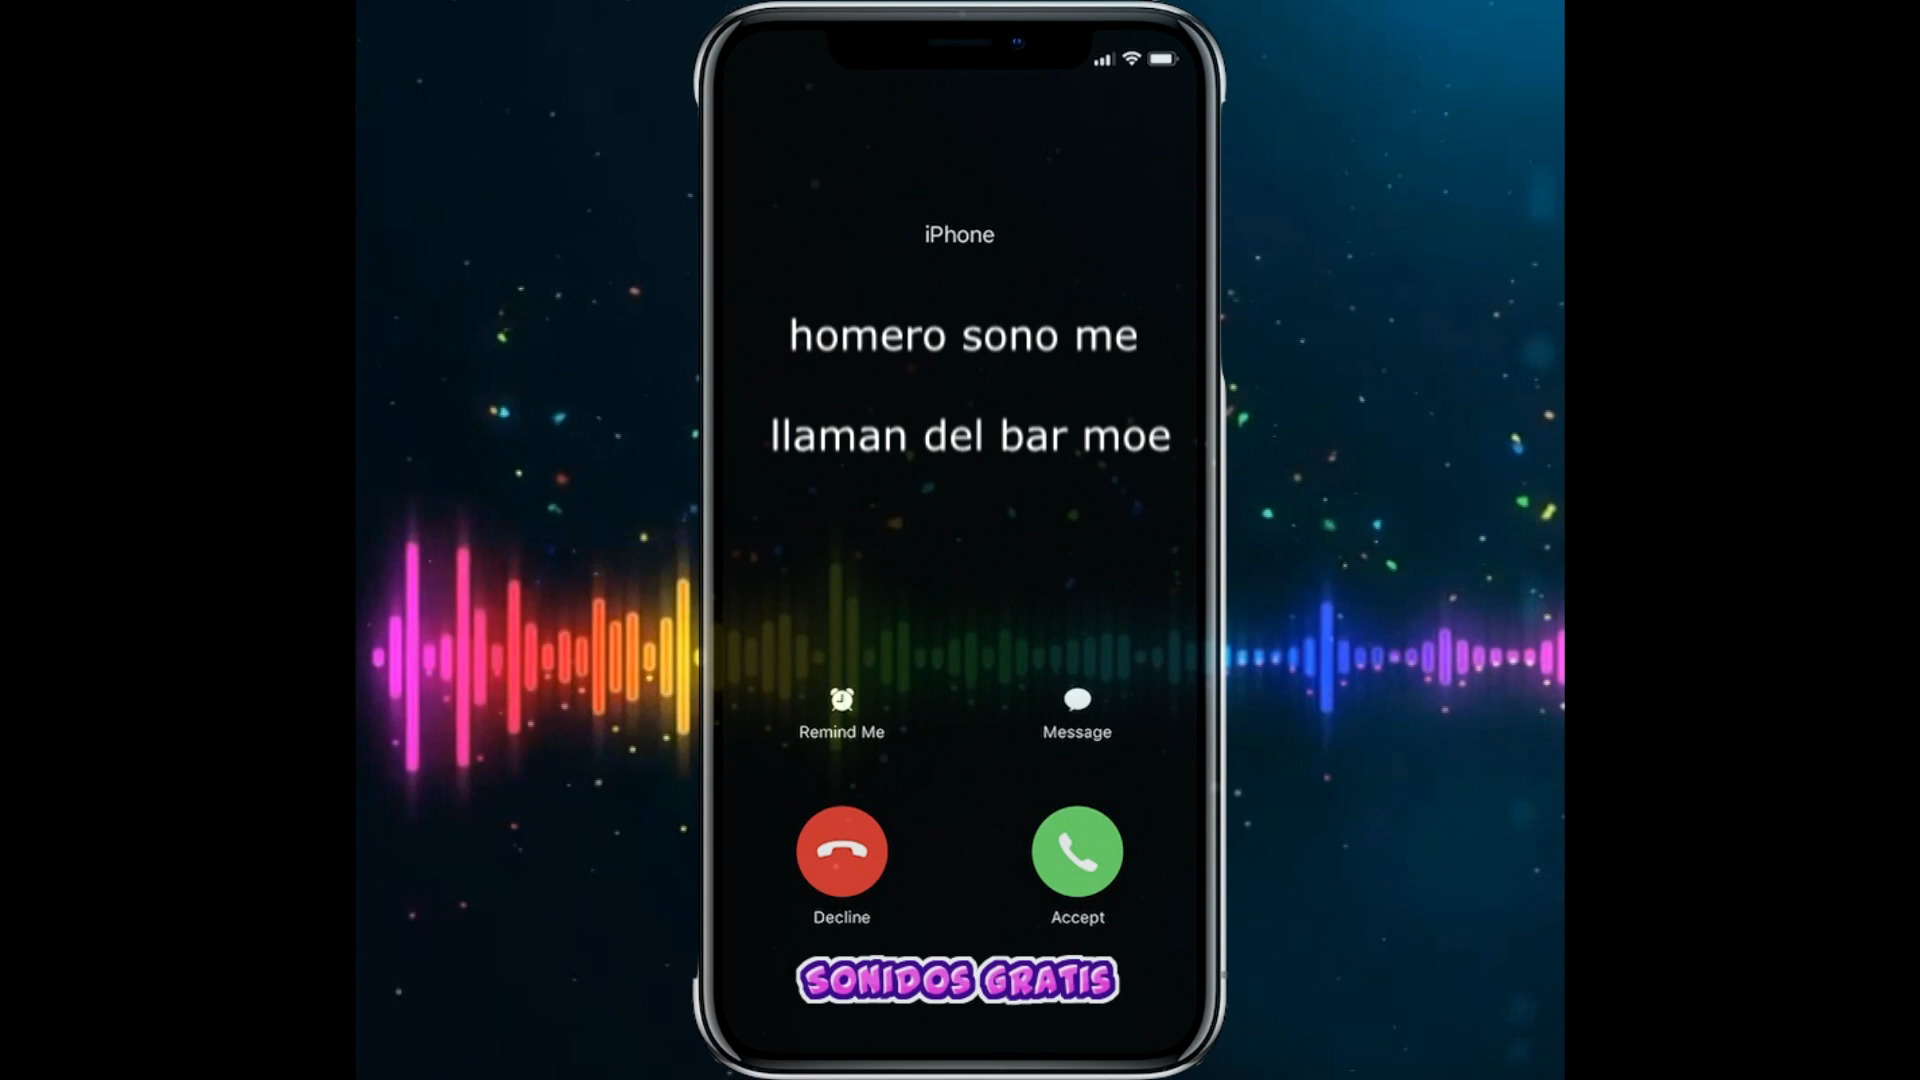 iPhone
homero sono me
llaman del bar moe
Remind Me
Message
Decline
Accept
SONIDOS GRATIS